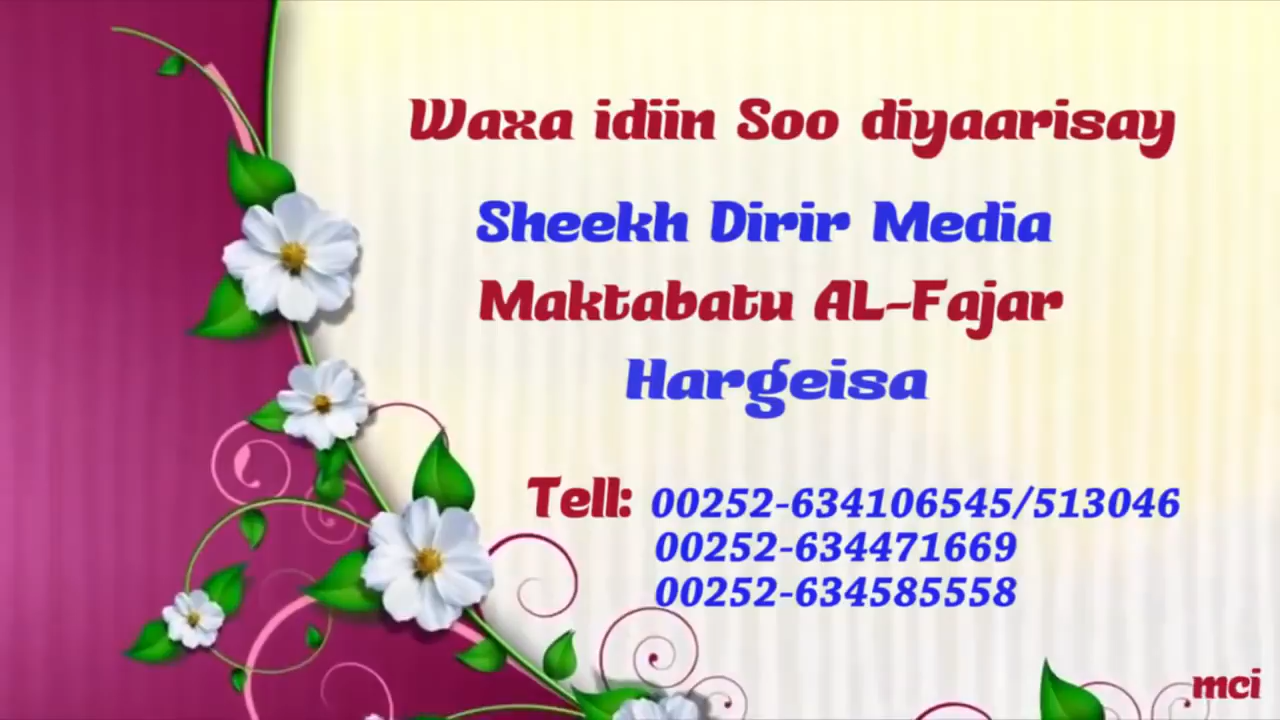 Waxa idiin Soo diyaarisay
Sheekh Dirir Media
Maktabatu AL-Fajar
Hargeisa
Tell: 00252-634106545/513046
00252-634471669
00252-634585558
mci